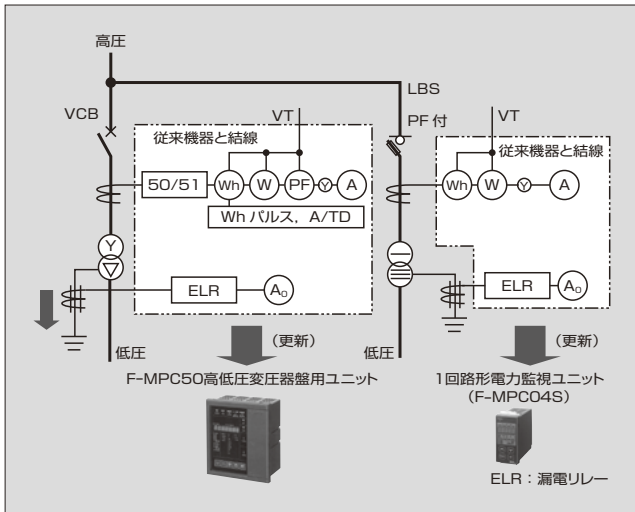 高圧
VCB
VT
従来機器と結線
50/51
Wh
W
PF
Y
A
Wh パルス，A/TD
Y
ELR
A₀
低圧
（更新）
F-MPC50高低圧変圧器盤用ユニット
LBS
PF 付
VT
従来機器と結線
Wh
W
Y
A
ELR
A₀
低圧
（更新）
1回路形電力監視ユニット
（F-MPC04S）
ELR：漏電リレー